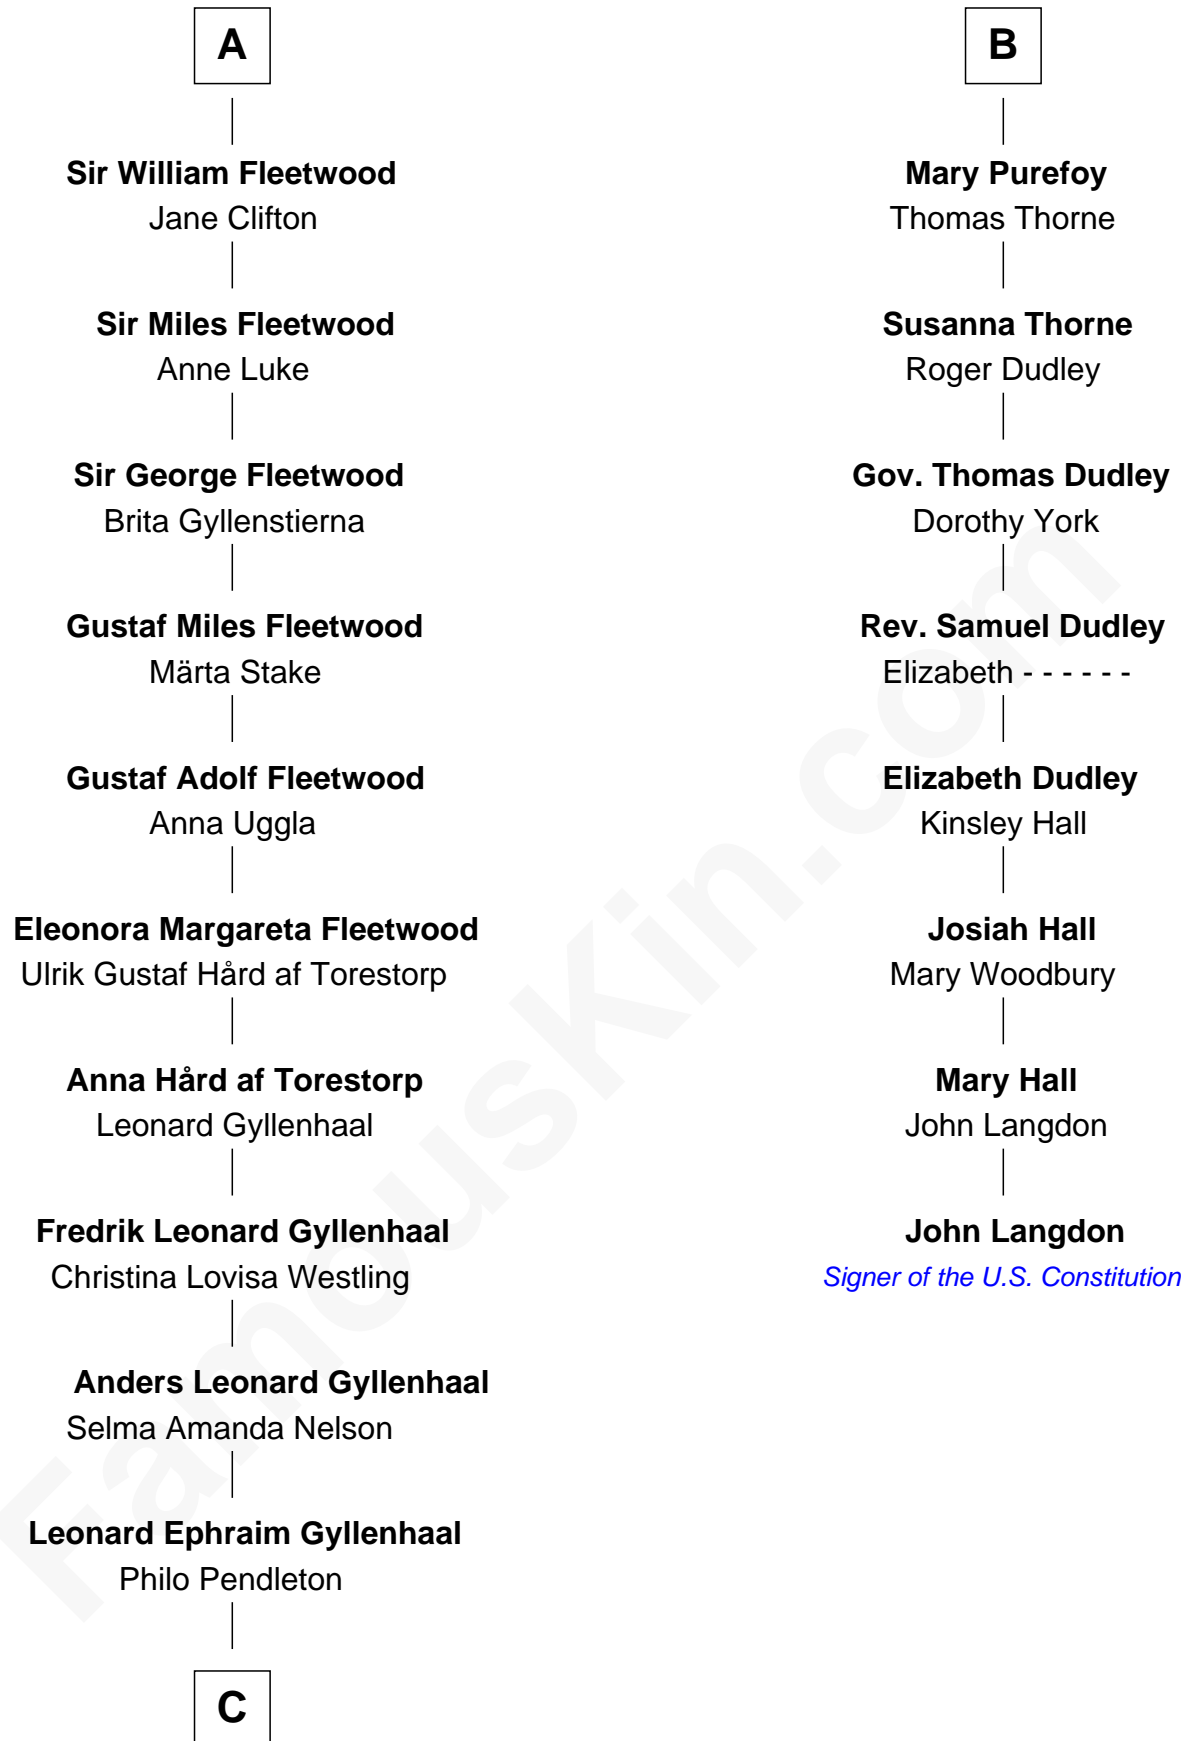 A
Sir William Fleetwood
Jane Clifton
Sir Miles Fleetwood
Anne Luke
Sir George Fleetwood
Brita Gyllenstierna
Gustaf Miles Fleetwood
Märta Stake
Gustaf Adolf Fleetwood
Anna Uggla
Eleonora Margareta Fleetwood
Ulrik Gustaf Hård af Torestorp
Anna Hård af Torestorp
Leonard Gyllenhaal
Fredrik Leonard Gyllenhaal
Christina Lovisa Westling
Anders Leonard Gyllenhaal
Selma Amanda Nelson
Leonard Ephraim Gyllenhaal
Philo Pendleton
C
B
Mary Purefoy
Thomas Thorne
Susanna Thorne
Roger Dudley
Gov. Thomas Dudley
Dorothy York
Rev. Samuel Dudley
Elizabeth - - - - - -
Elizabeth Dudley
Kinsley Hall
Josiah Hall
Mary Woodbury
Mary Hall
John Langdon
John Langdon
Signer of the U.S. Constitution
FamousKin.com